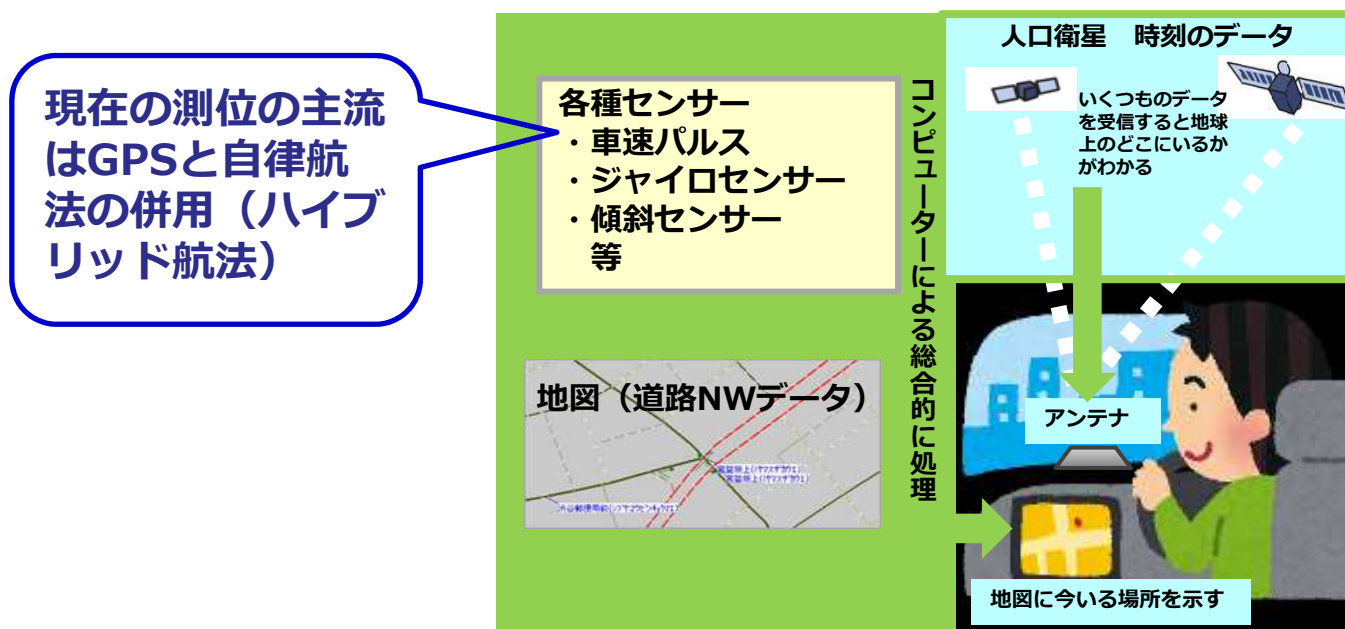 現在の測位の主流
はGPSと自律航
法の併用（ハイブ
リッド航法）
各種センサー
・車速パルス
・ジャイロセンサー
・傾斜センサー
等
地図（道路NWデータ）
コンピューターによる総合的に処理
人口衛星　時刻のデータ
いくつものデータ
を受信すると地球
上のどこにいるか
がわかる
アンテナ
地図に今いる場所を示す